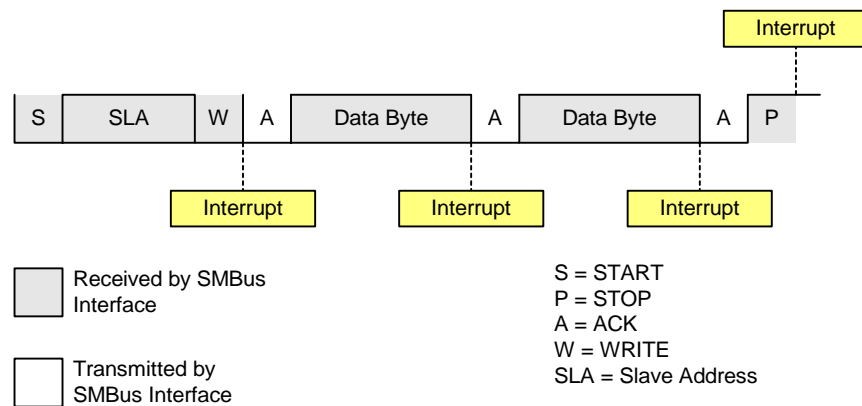 Interrupt
S
SLA
W
A
Data Byte
A
Data Byte
A
P
Interrupt
Interrupt
Interrupt
Received by SMBus
Interface
Transmitted by
SMBus Interface
S = START
P = STOP
A = ACK
W = WRITE
SLA = Slave Address